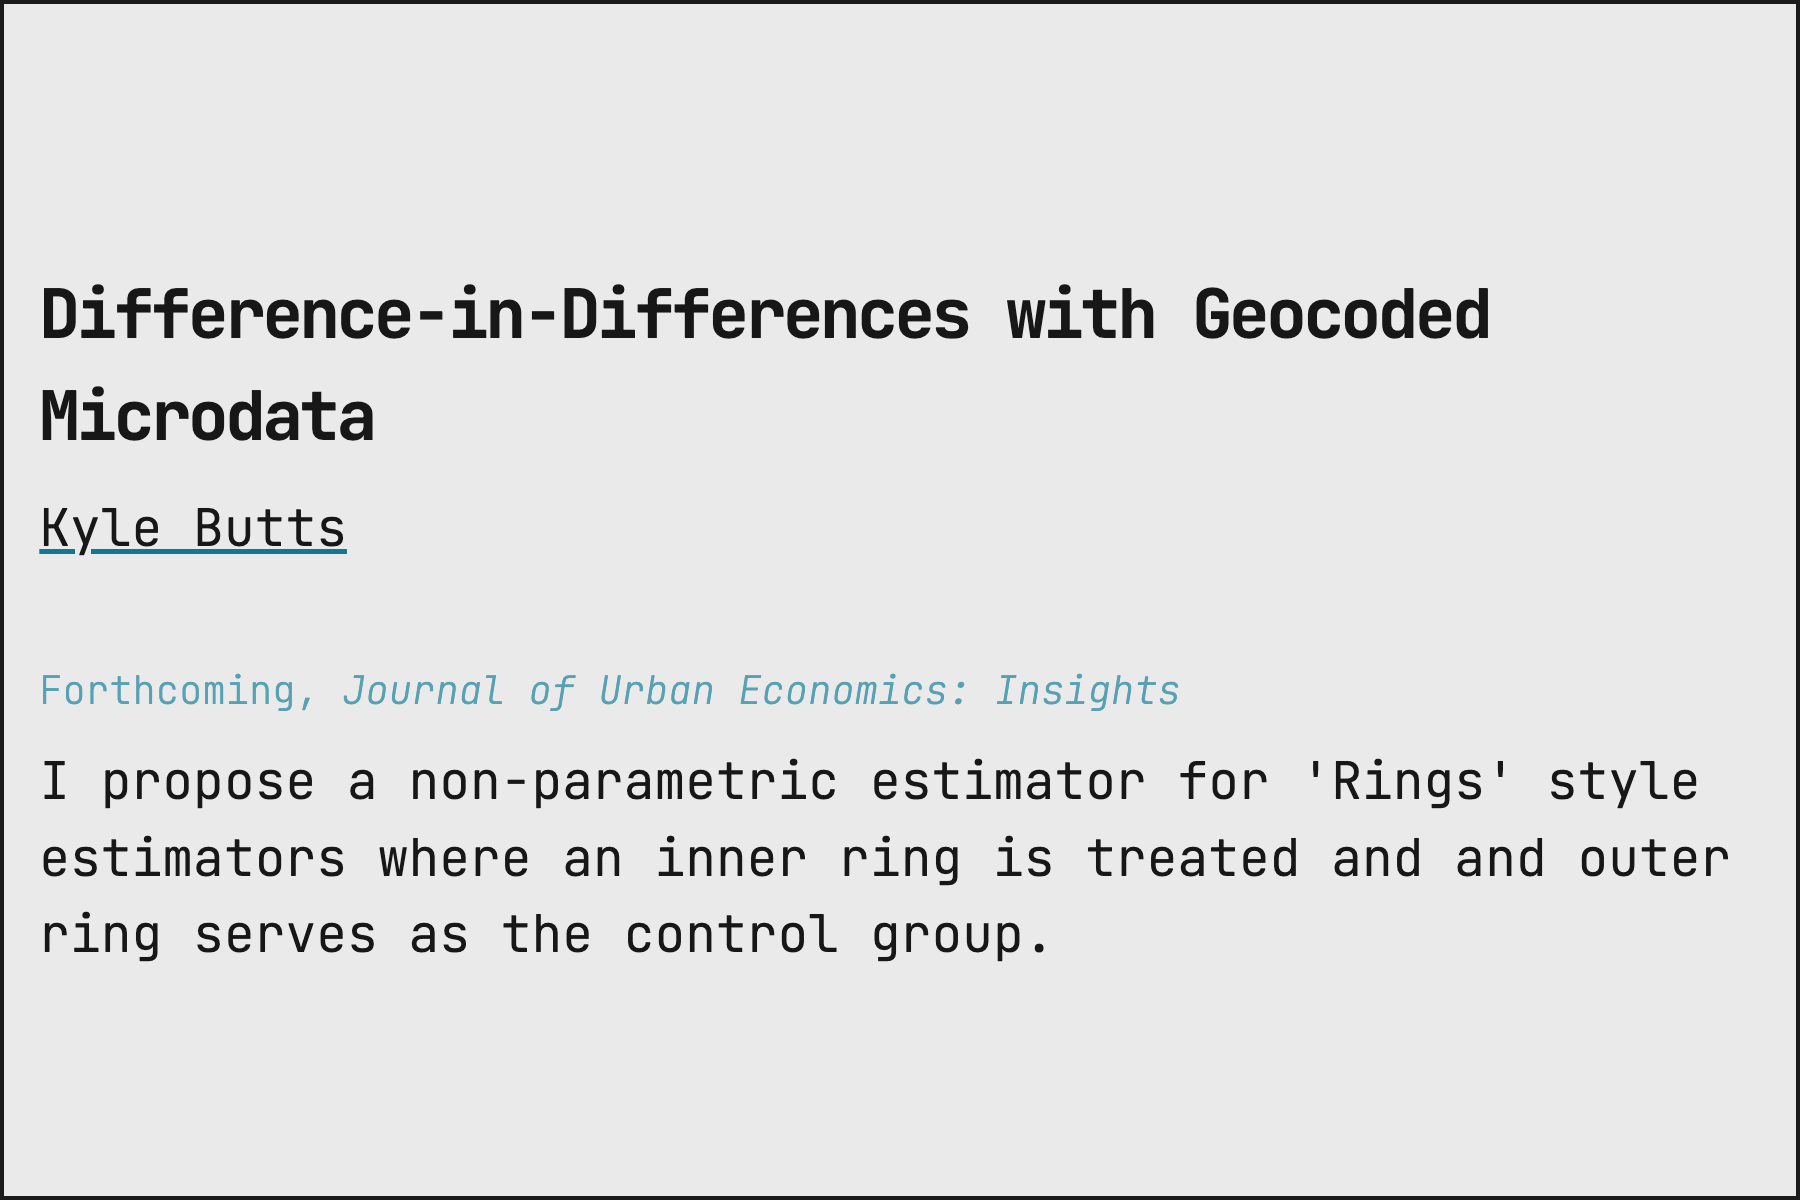 Difference-in-Differences with Geocoded
Microdata
Kyle Butts
Forthcoming, Journal of Urban Economics: Insights
I propose a non-parametric estimator for 'Rings' style
estimators where an inner ring is treated and and outer
ring serves as the control group.